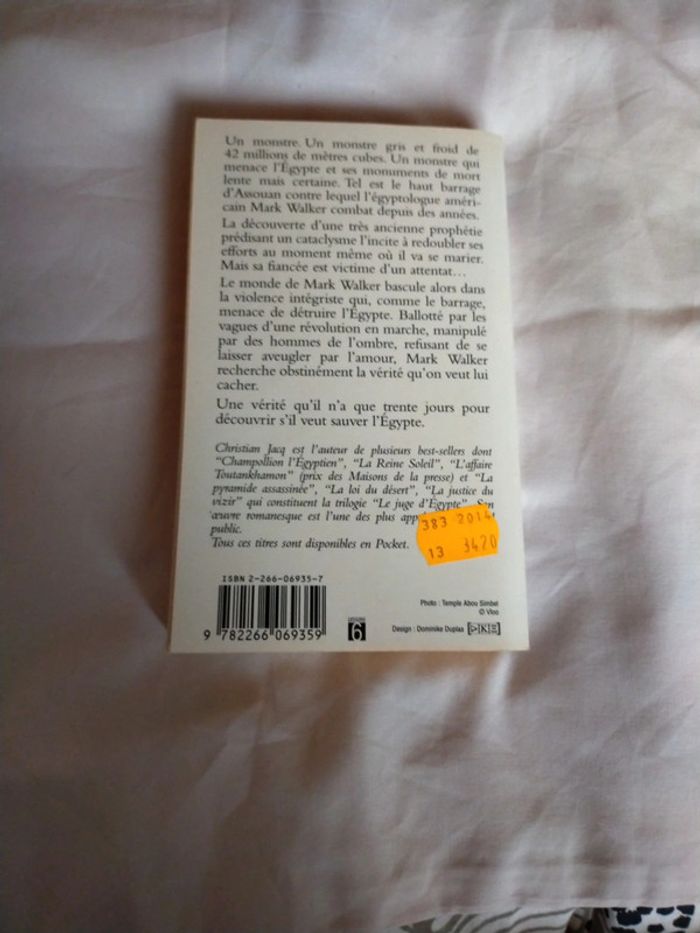 Un monstre. Un monstre gris et froid de
42 millions de mètres cubes. Un monstre qui
menace l'Égypte et ses monuments de mort
lente mais certaine. Tel est le haut barrage
d'Assouan contre lequel l'égyptologue améri-
cain Mark Walker combat depuis des années.
La découverte d'une très ancienne prophétie
prédisant un cataclysme l'incite à redoubler ses
efforts au moment même où il va se marier.
Mais sa fiancée est victime d'un attentat...
Le monde de Mark Walker bascule alors dans
la violence intégriste qui, comme le barrage,
menace de détruire l'Égypte. Ballotté par les
vagues d'une révolution en marche, manipulé
par des hommes de l'ombre, refusant de se
laisser aveugler par l'amour, Mark Walker
recherche obstinément la vérité qu'on veut lui
cacher.
Une vérité qu'il n'a que trente jours pour
découvrir s'il veut sauver l'Égypte.
Christian Jacq est l'auteur de plusieurs best-sellers dont
"Champollion l'Égyptien", "La Reine Soleil", "L'affaire
Toutankhamon" (prix des Maisons de la presse) et "La
pyramide assassinée", "La loi du désert", "La justice du
vizir" qui constituent la trilogie "Le juge d'Égypte". Son
œuvre romanesque est l'une des plus
public.
Tous ces titres sont disponibles en Pocket.
383 2014
13 3420
ISBN 2-266-06935-7
9 782266 069359
6
Photo : Temple Abou Simbel
© Vloo
Design : Dominike Duplaa